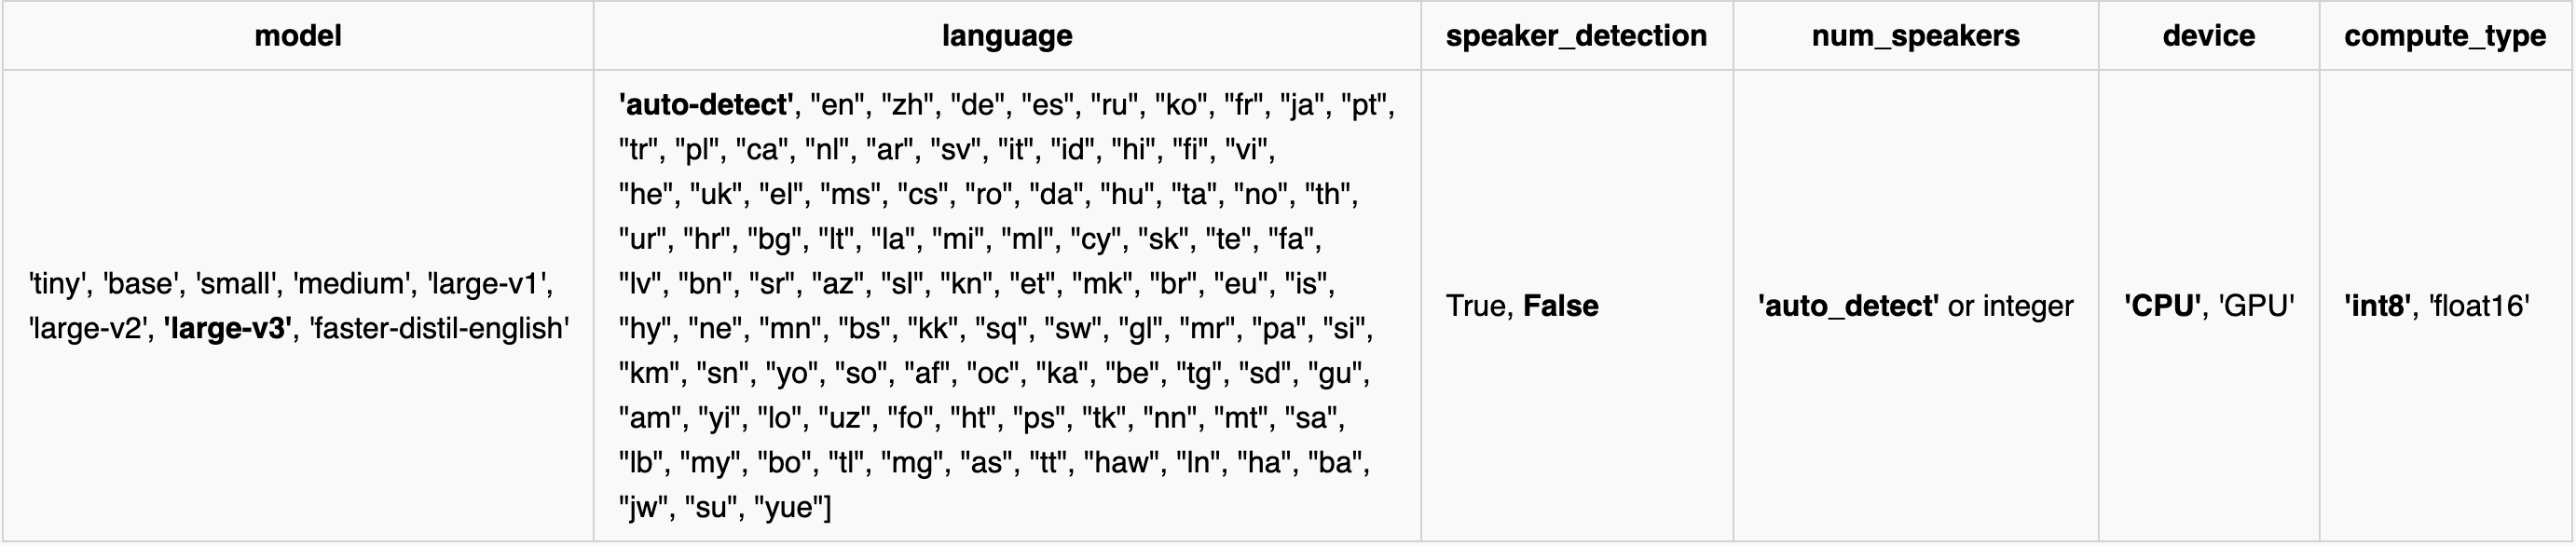 model language speaker_detection num_speakers device compute_type
'tiny', 'base', 'small', 'medium', 'large-v1',
'large-v2', 'large-v3', 'faster-distil-english'
'auto-detect', "en", "zh", "de", "es", "ru", "ko", "fr", "ja", "pt",
"tr", "pl", "ca", "nl", "ar", "sv", "it", "id", "hi", "fi", "vi",
"he", "uk", "el", "ms", "cs", "ro", "da", "hu", "ta", "no", "th",
"ur", "hr", "bg", "lt", "la", "mi", "ml", "cy", "sk", "te", "fa",
"lv", "bn", "sr", "az", "sl", "kn", "et", "mk", "br", "eu", "is",
"hy", "ne", "mn", "bs", "kk", "sq", "sw", "gl", "mr", "pa", "si",
"km", "sn", "yo", "so", "af", "oc", "ka", "be", "tg", "sd", "gu",
"am", "yi", "lo", "uz", "fo", "ht", "ps", "tk", "nn", "mt", "sa",
"lb", "my", "bo", "tl", "mg", "as", "tt", "haw", "ln", "ha", "ba",
"jw", "su", "yue"]
True, False
'auto_detect' or integer
'CPU', 'GPU'
'int8', 'float16'